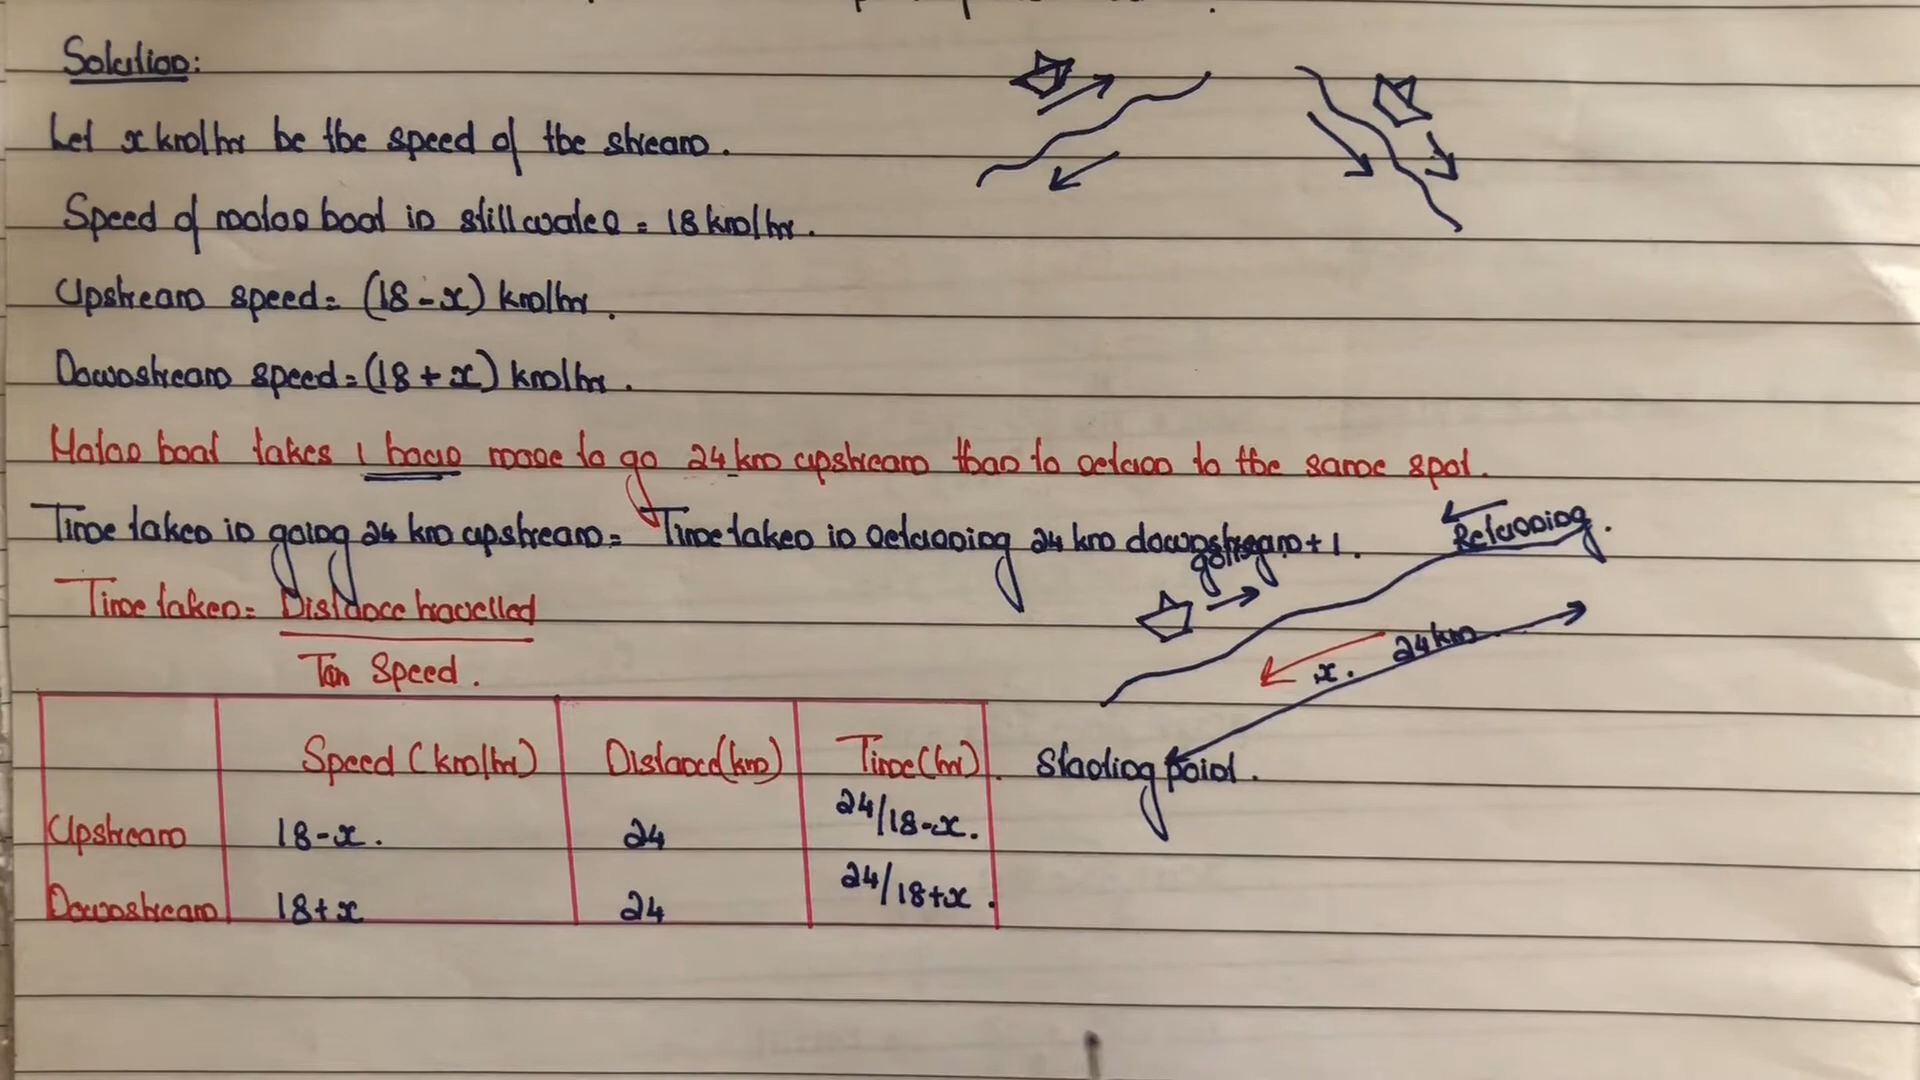 Solution:
Let x km/hr be the speed of the stream.
Speed of motor boat in still water = 18 km/hr.
Upstream speed = (18 - x) km/hr.
Downstream speed = (18 + x) km/hr.
Motor boat takes 1 hour more to go 24 km upstream than to return to the same spot.
Time taken in going 24 km upstream = Time taken in returning 24 km downstream + 1.
Returning.
going
Time taken = Distance travelled
Speed.
24 km
x.
Speed (km/hr) Distance (km) Time (hr)
Starting point.
Upstream 18-x. 24 24/18-x.
Downstream 18+x 24 24/18+x.